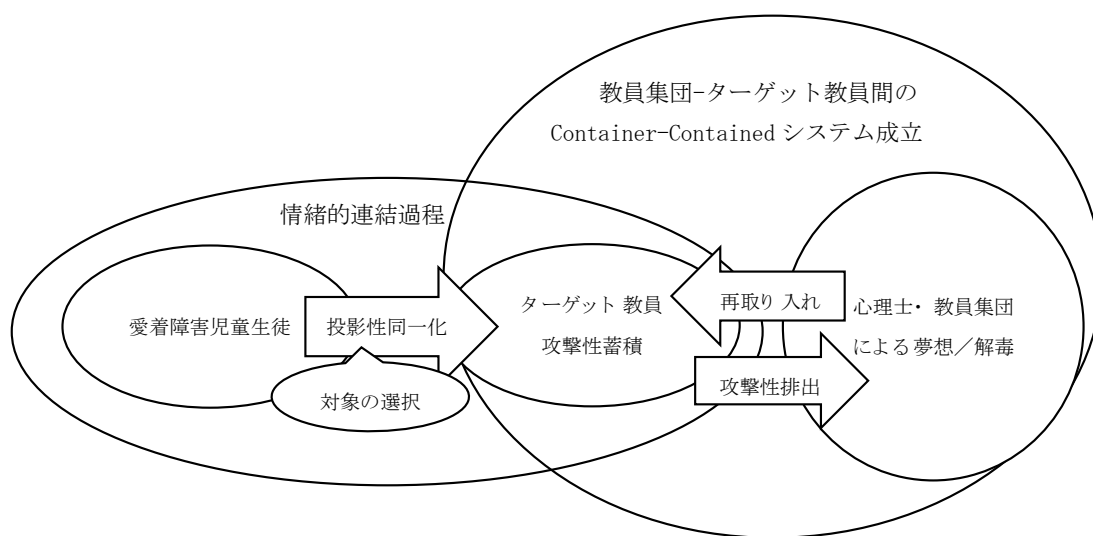 教員集団-ターゲット教員間の
Container-Contained システム成立
情緒的連結過程
愛着障害児童生徒
投影性同一化
対象の選択
ターゲット教員
攻撃性蓄積
再取り入れ
攻撃性排出
心理士・教員集団
による夢想／解毒